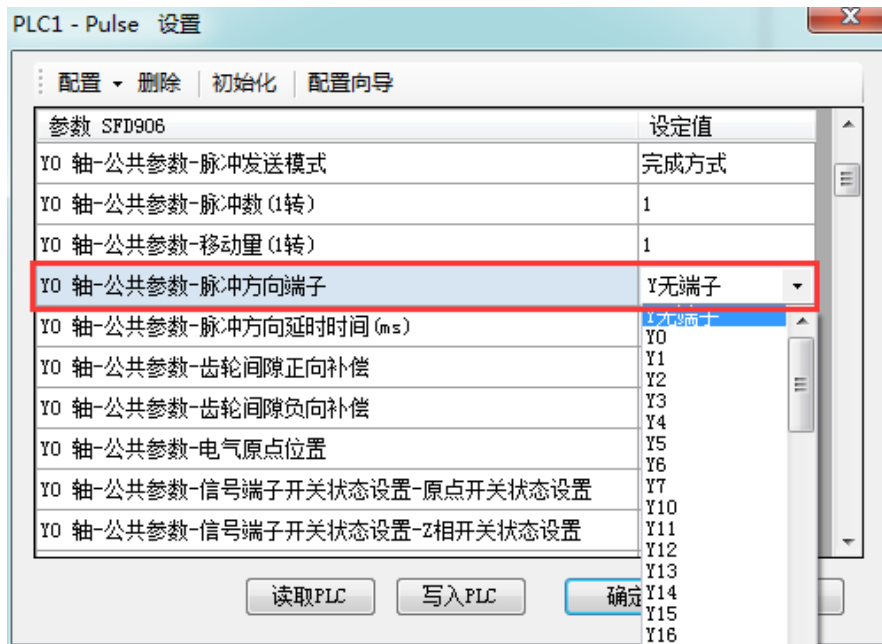 PLC1 - Pulse 设置
X
配置 删除 初始化 配置向导
参数 SFD906 设定值
Y0 轴-公共参数-脉冲发送模式 完成方式
Y0 轴-公共参数-脉冲数(1转) 1
Y0 轴-公共参数-移动量(1转) 1
Y0 轴-公共参数-脉冲方向端子 Y无端子
Y0 轴-公共参数-脉冲方向延时时间(ms)
Y0 轴-公共参数-齿轮间隙正向补偿
Y0 轴-公共参数-齿轮间隙负向补偿
Y0 轴-公共参数-电气原点位置
Y0 轴-公共参数-信号端子开关状态设置-原点开关状态设置
Y0 轴-公共参数-信号端子开关状态设置-Z相开关状态设置
Y无端子
Y0
Y1
Y2
Y3
Y4
Y5
Y6
Y7
Y10
Y11
Y12
Y13
Y14
Y15
Y16
读取PLC 写入PLC 确定